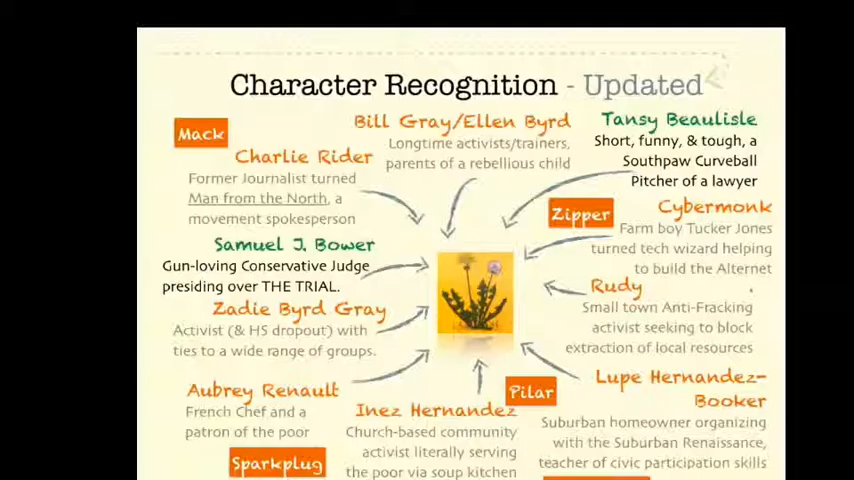 Character Recognition - Updated
Mack
Charlie Rider
Former Journalist turned
Man from the North, a
movement spokesperson
Bill Gray/Ellen Byrd
Longtime activists/trainers,
parents of a rebellious child
Tansy Beaulisle
Short, funny, & tough, a
Southpaw Curveball
Pitcher of a lawyer
Zipper
Cybermonk
Farm boy Tucker Jones
turned tech wizard helping
to build the Alternet
Samuel J. Bower
Gun-loving Conservative Judge
presiding over THE TRIAL.
Rudy
Small town Anti-Fracking
activist seeking to block
extraction of local resources
Zadie Byrd Gray
Activist (& HS dropout) with
ties to a wide range of groups.
Aubrey Renault
French Chef and a
patron of the poor
Sparkplug
Inez Hernandez
Church-based community
activist literally serving
the poor via soup kitchen
Pilar
Lupe Hernandez-
Booker
Suburban homeowner organizing
with the Suburban Renaissance,
teacher of civic participation skills